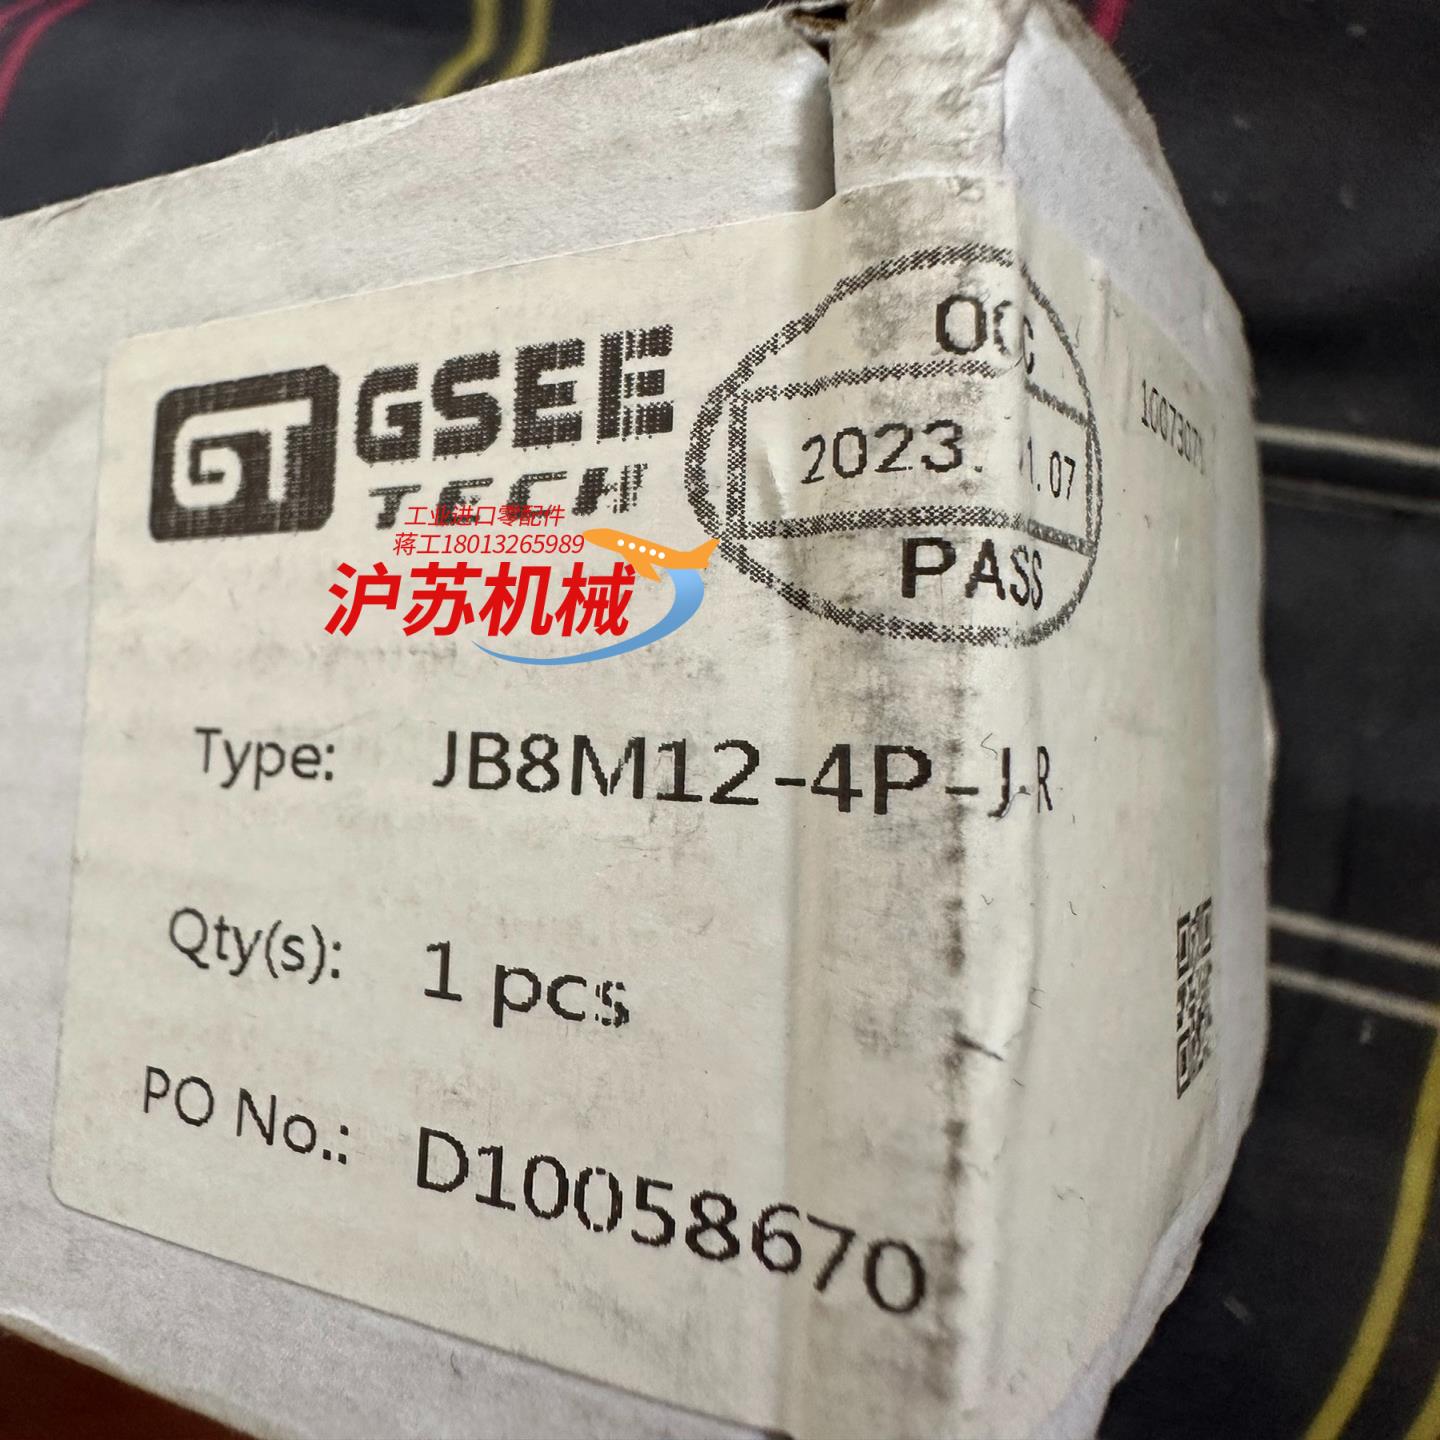 GT GSEE
TECH
工业进口零配件
蒋工18013265989
沪苏机械
2023. 01.07
PASS
Type: JB8M12-4P-J-R
Qty(s): 1 pcs
PO No.: D10058670